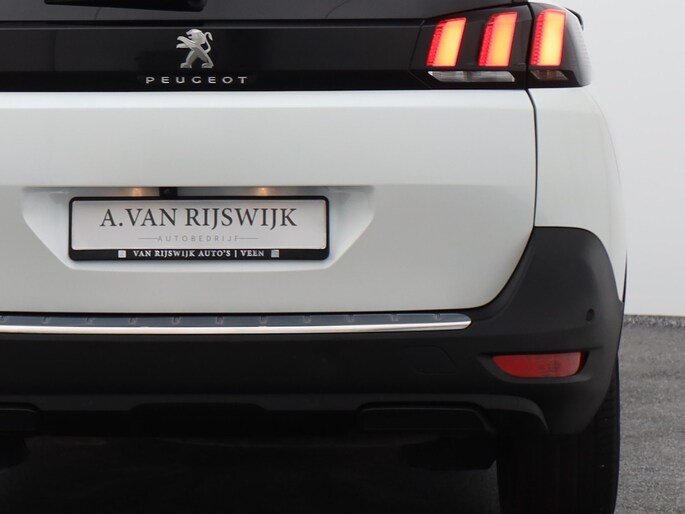 PEUGEOT
A.VAN RIJSWIJK
AUTOBEDRIJF
VAN RIJSWIJK AUTO'S | VEEN